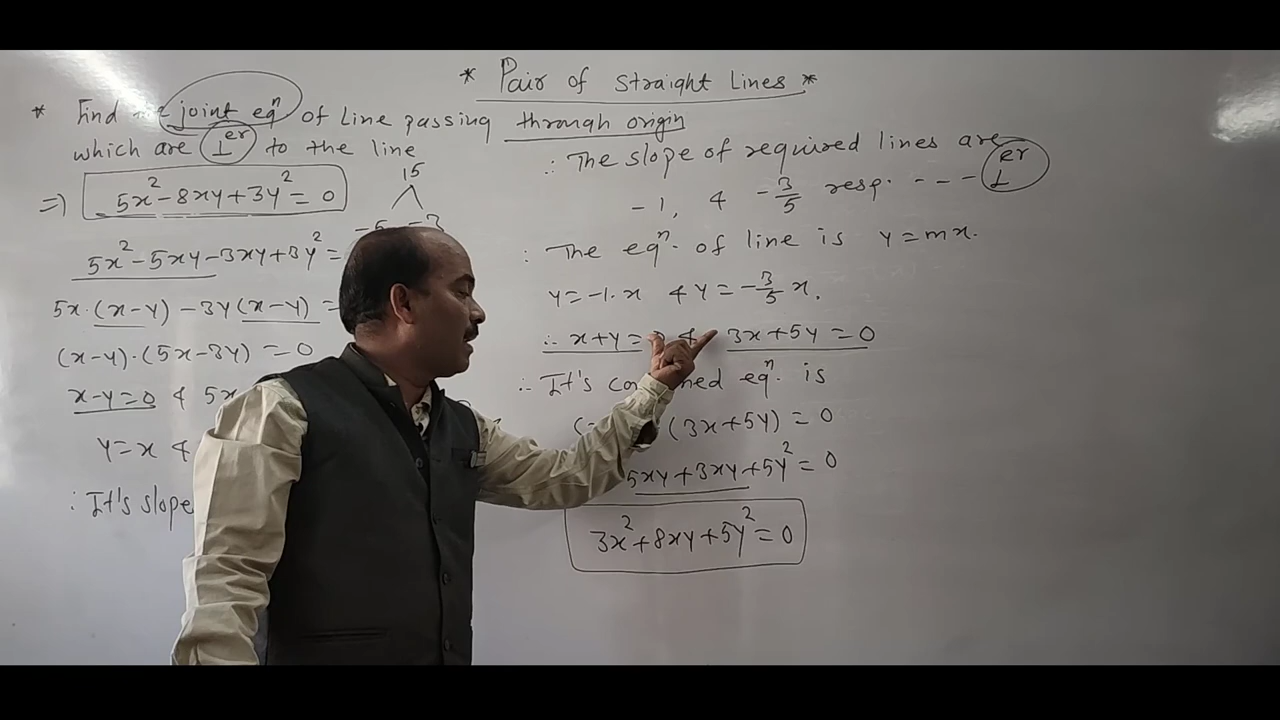 * Pair of Straight Lines *
* Find joint eqⁿ of Line passing through origin
which are ⊥er to the line
=) 5x²-8xy+3y²=0
15
-3
5x²-5xy-3xy+3y²=
5x.(x-y)-3y(x-y)=
(x-y).(5x-3y)=0
x-y=0 & 5x
y=x &
: It's slope
∴ The slope of required lines are
-1, & -3/5 resp. - - - ⊥er
: The eqⁿ. of line is y=mx.
y=-1.x & y=-3/5 x.
∴ x+y= & 3x+5y=0
∴ It's eqⁿ. is
( (3x+5y)=0
5xy+3xy+5y²=0
3x²+8xy+5y²=0